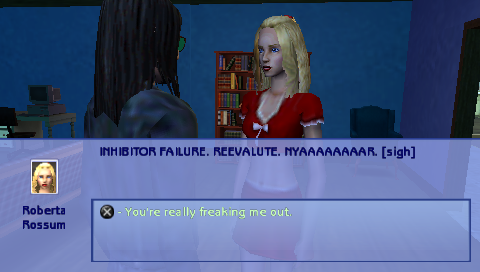 INHIBITOR FAILURE. REEVALUTE. NYAAAAAAAAR. [sigh]
Roberta
Rossum
- You're really freaking me out.